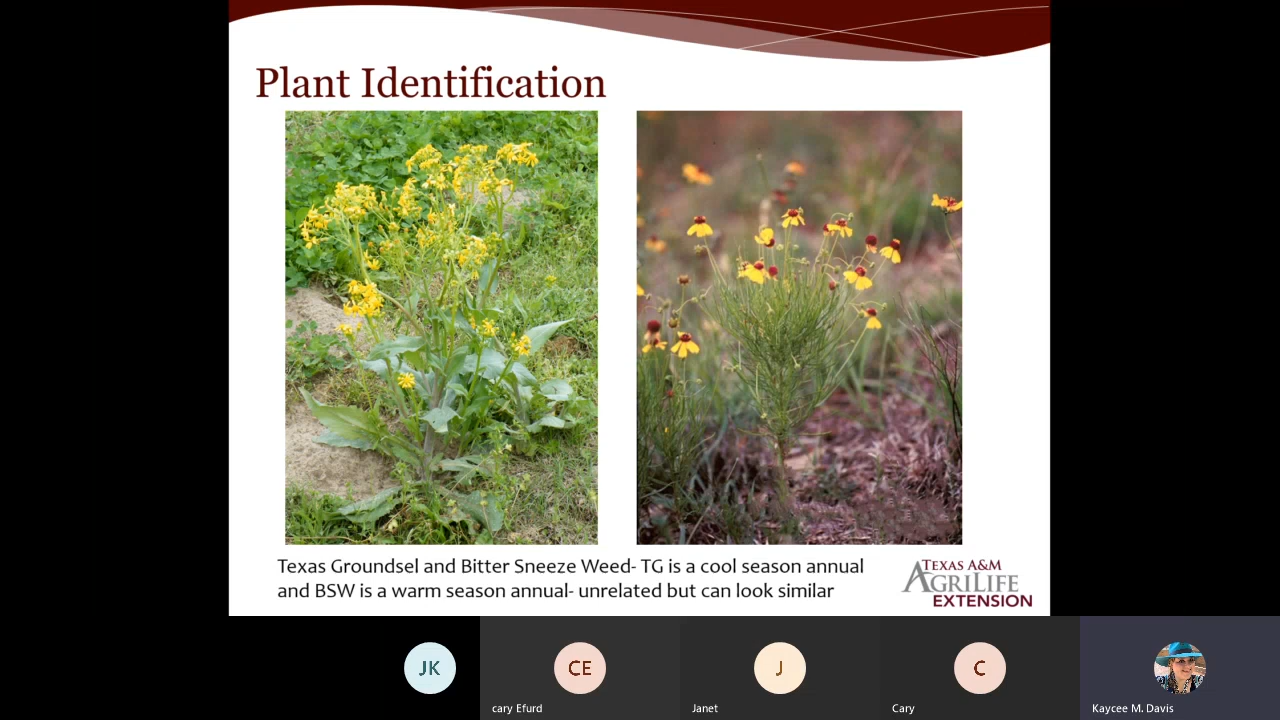 Plant Identification
Texas Groundsel and Bitter Sneeze Weed- TG is a cool season annual
and BSW is a warm season annual- unrelated but can look similar
TEXAS A&M
AGRILIFE
EXTENSION
JK
CE
J
C
cary Efurd
Janet
Cary
Kaycee M. Davis